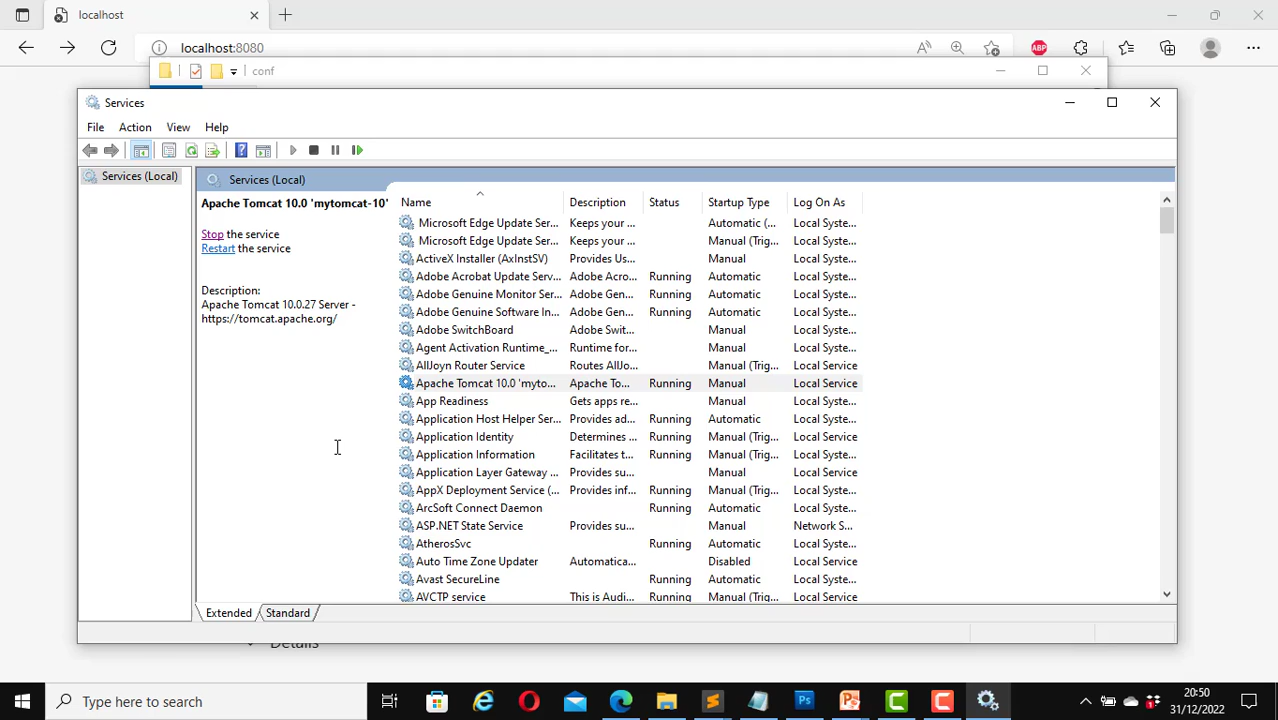 localhost
localhost:8080
ABP
conf
Services
File Action View Help
Services (Local)
Services (Local)
Apache Tomcat 10.0 'mytomcat-10'
Stop the service
Restart the service
Description:
Apache Tomcat 10.0.27 Server -
https://tomcat.apache.org/
Name Description Status Startup Type Log On As
Microsoft Edge Update Ser... Keeps your ... Automatic (... Local Syste...
Microsoft Edge Update Ser... Keeps your ... Manual (Trig... Local Syste...
ActiveX Installer (AxInstSV) Provides Us... Manual Local Syste...
Adobe Acrobat Update Serv... Adobe Acro... Running Automatic Local Syste...
Adobe Genuine Monitor Ser... Adobe Gen... Running Automatic Local Syste...
Adobe Genuine Software In... Adobe Gen... Running Automatic Local Syste...
Adobe SwitchBoard Adobe Swit... Manual Local Syste...
Agent Activation Runtime_... Runtime for... Manual Local Syste...
AllJoyn Router Service Routes AllJo... Manual (Trig... Local Service
Apache Tomcat 10.0 'myto... Apache To... Running Manual Local Service
App Readiness Gets apps re... Manual Local Syste...
Application Host Helper Ser... Provides ad... Running Automatic Local Syste...
Application Identity Determines ... Running Manual (Trig... Local Service
Application Information Facilitates t... Running Manual (Trig... Local Syste...
Application Layer Gateway ... Provides su... Manual Local Service
AppX Deployment Service (... Provides inf... Running Manual (Trig... Local Syste...
ArcSoft Connect Daemon Running Automatic Local Syste...
ASP.NET State Service Provides su... Manual Network S...
AtherosSvc Running Automatic Local Syste...
Auto Time Zone Updater Automatica... Disabled Local Service
Avast SecureLine Running Automatic Local Syste...
AVCTP service This is Audi... Running Manual (Trig... Local Service
Extended Standard
Details
Type here to search
20:50
31/12/2022